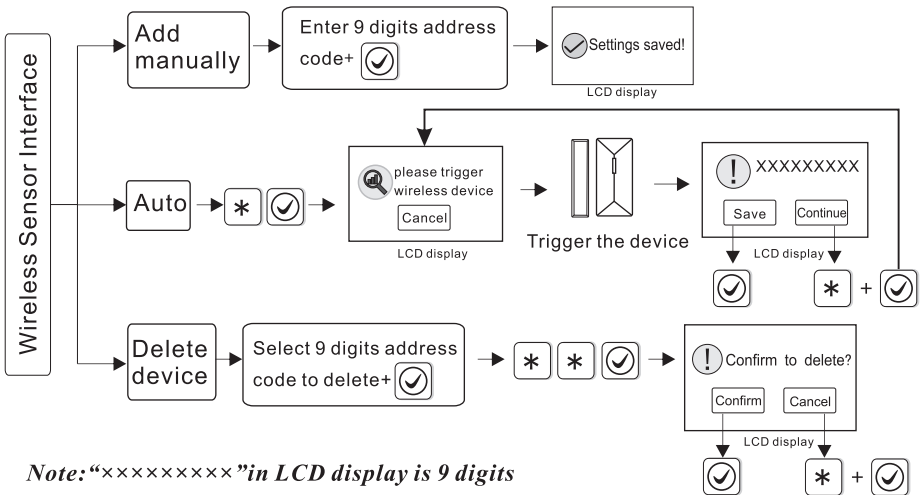 Wireless Sensor Interface
Add
manually
Enter 9 digits address
code+
Settings saved!
LCD display
Auto
*
please trigger
wireless device
Cancel
LCD display
Trigger the device
! XXXXXXXXX
Save Continue
LCD display
* +
Delete
device
Select 9 digits address
code to delete+
* *
! Confirm to delete?
Confirm Cancel
LCD display
* +
Note:“×××××××××”in LCD display is 9 digits